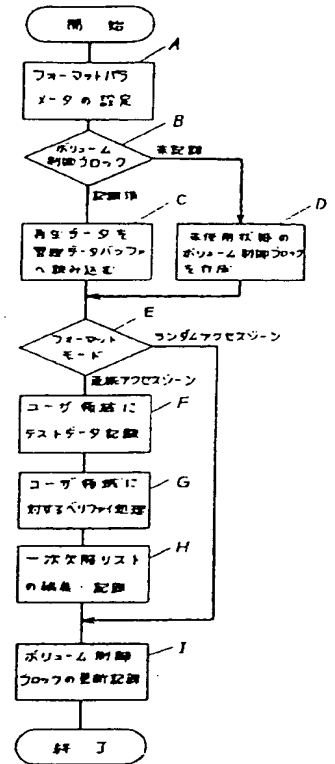 開始
A
フォーマットパラ
メータの設定
B
ボリューム
制御ブロック
未記録
記録済
C
再生データを
管理データバッファ
へ読み込む
D
未使用状態の
ボリューム制御ブロック
を作成
E
フォーマット
モード
ランダムアクセスゾーン
連続アクセスゾーン
F
ユーザ領域に
テストデータ記録
G
ユーザ領域に
対するベリファイ処理
H
一次欠陥リスト
の編集・記録
I
ボリューム制御
ブロックの更新記録
終了